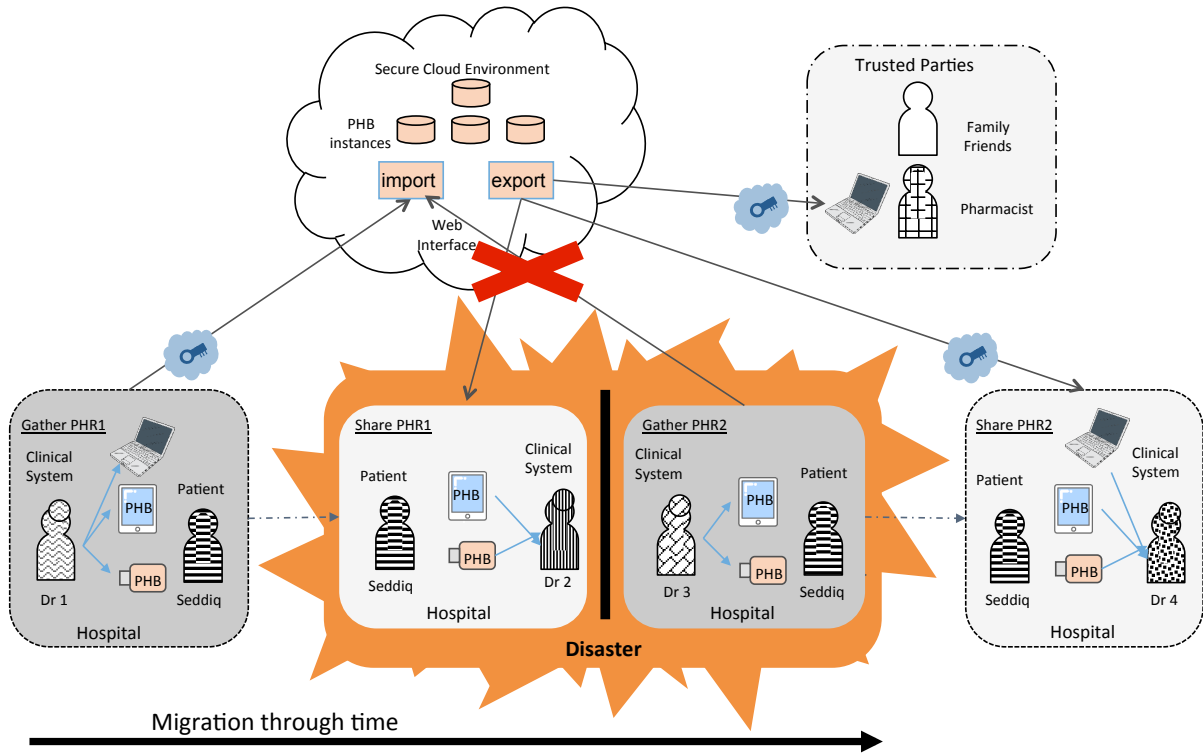 Secure Cloud Environment
PHB
instances
import
export
Web
Interface
Trusted Parties
Family
Friends
Pharmacist
Gather PHR1
Clinical
System
PHB
Patient
PHB
Dr 1
Seddiq
Hospital
Share PHR1
Patient
Clinical
System
PHB
PHB
Seddiq
Dr 2
Hospital
Gather PHR2
Clinical
System
Patient
PHB
PHB
Dr 3
Seddiq
Hospital
Disaster
Share PHR2
Patient
Clinical
System
PHB
PHB
Seddiq
Dr 4
Hospital
Migration through time